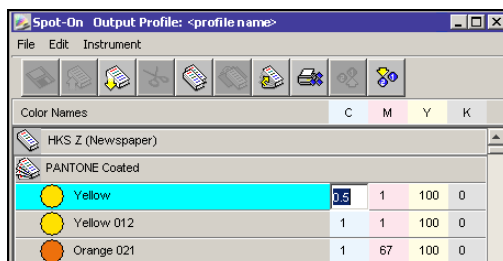 Spot-On Output Profile: <profile name>
File Edit Instrument
Color Names C M Y K
HKS Z (Newspaper)
PANTONE Coated
Yellow 0.5 1 100 0
Yellow 012 1 1 100 0
Orange 021 1 67 100 0